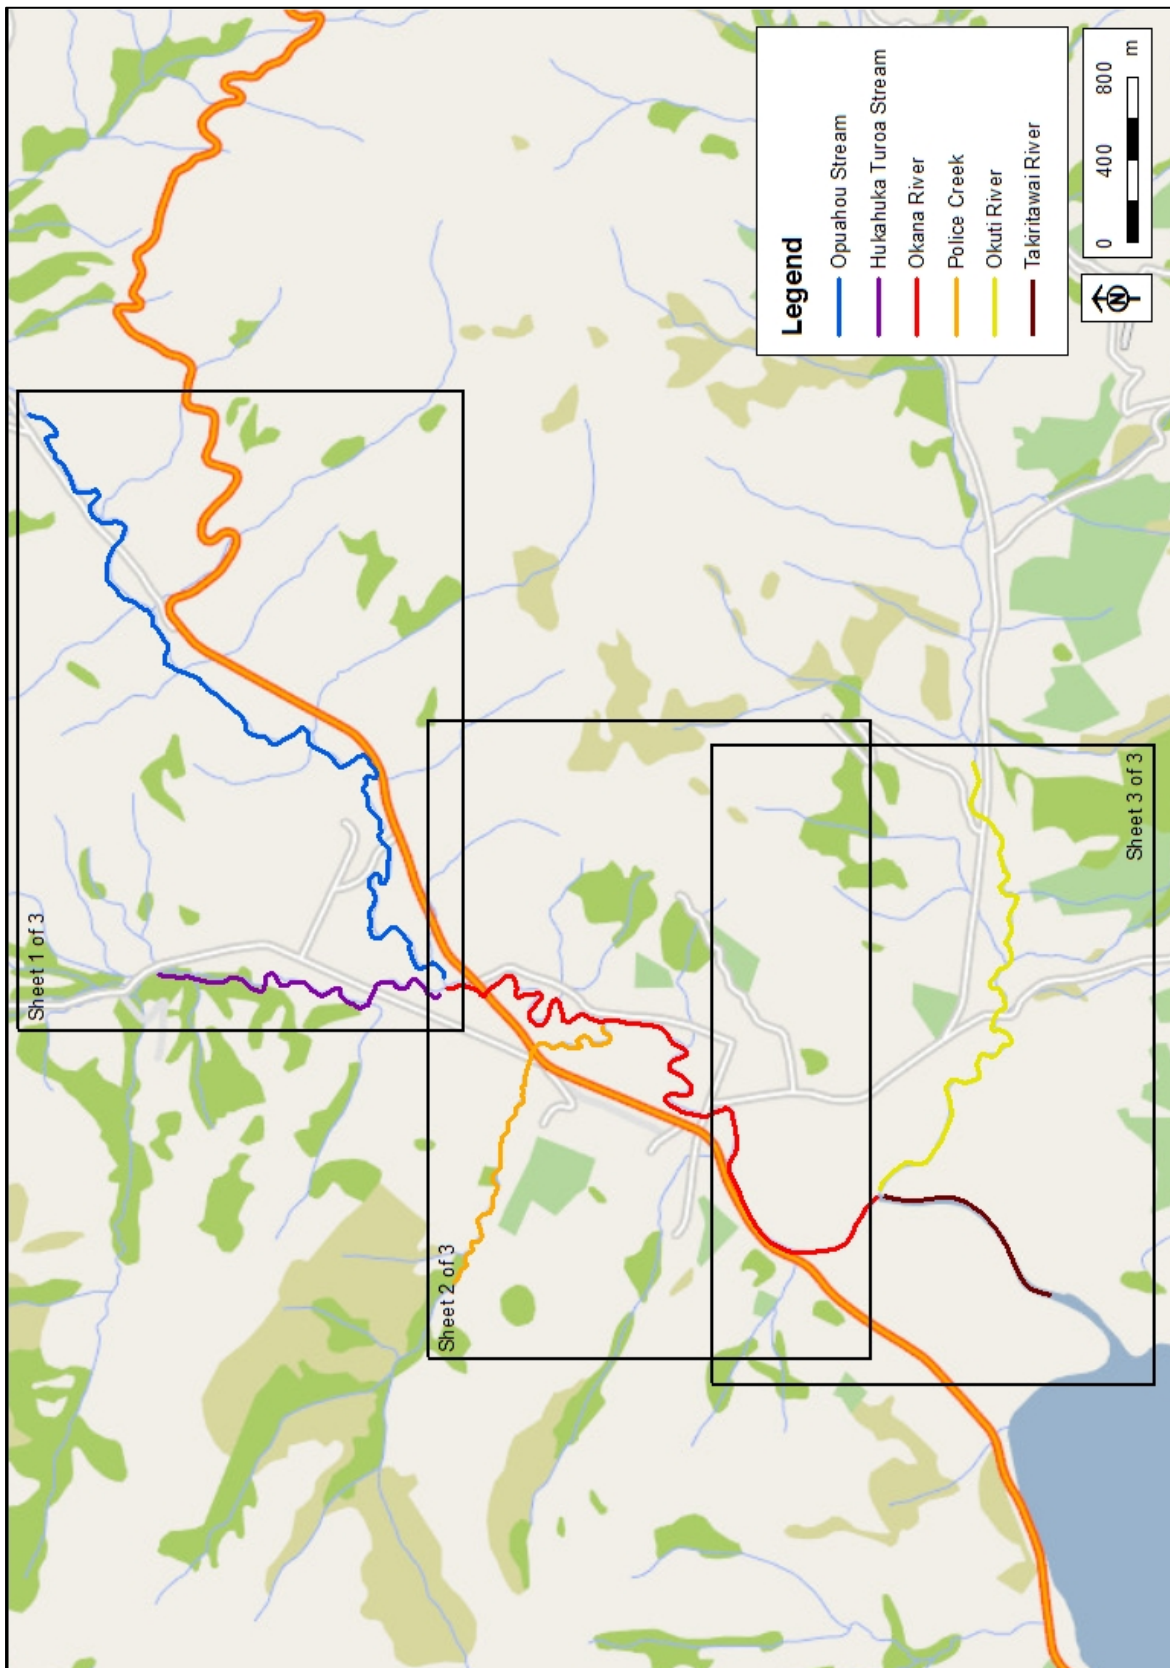 Sheet 1 of 3
Sheet 2 of 3
Sheet 3 of 3
Legend
Opuahou Stream
Hukahuka Turoa Stream
Okana River
Police Creek
Okuti River
Takiritawai River
N
0 400 800 m